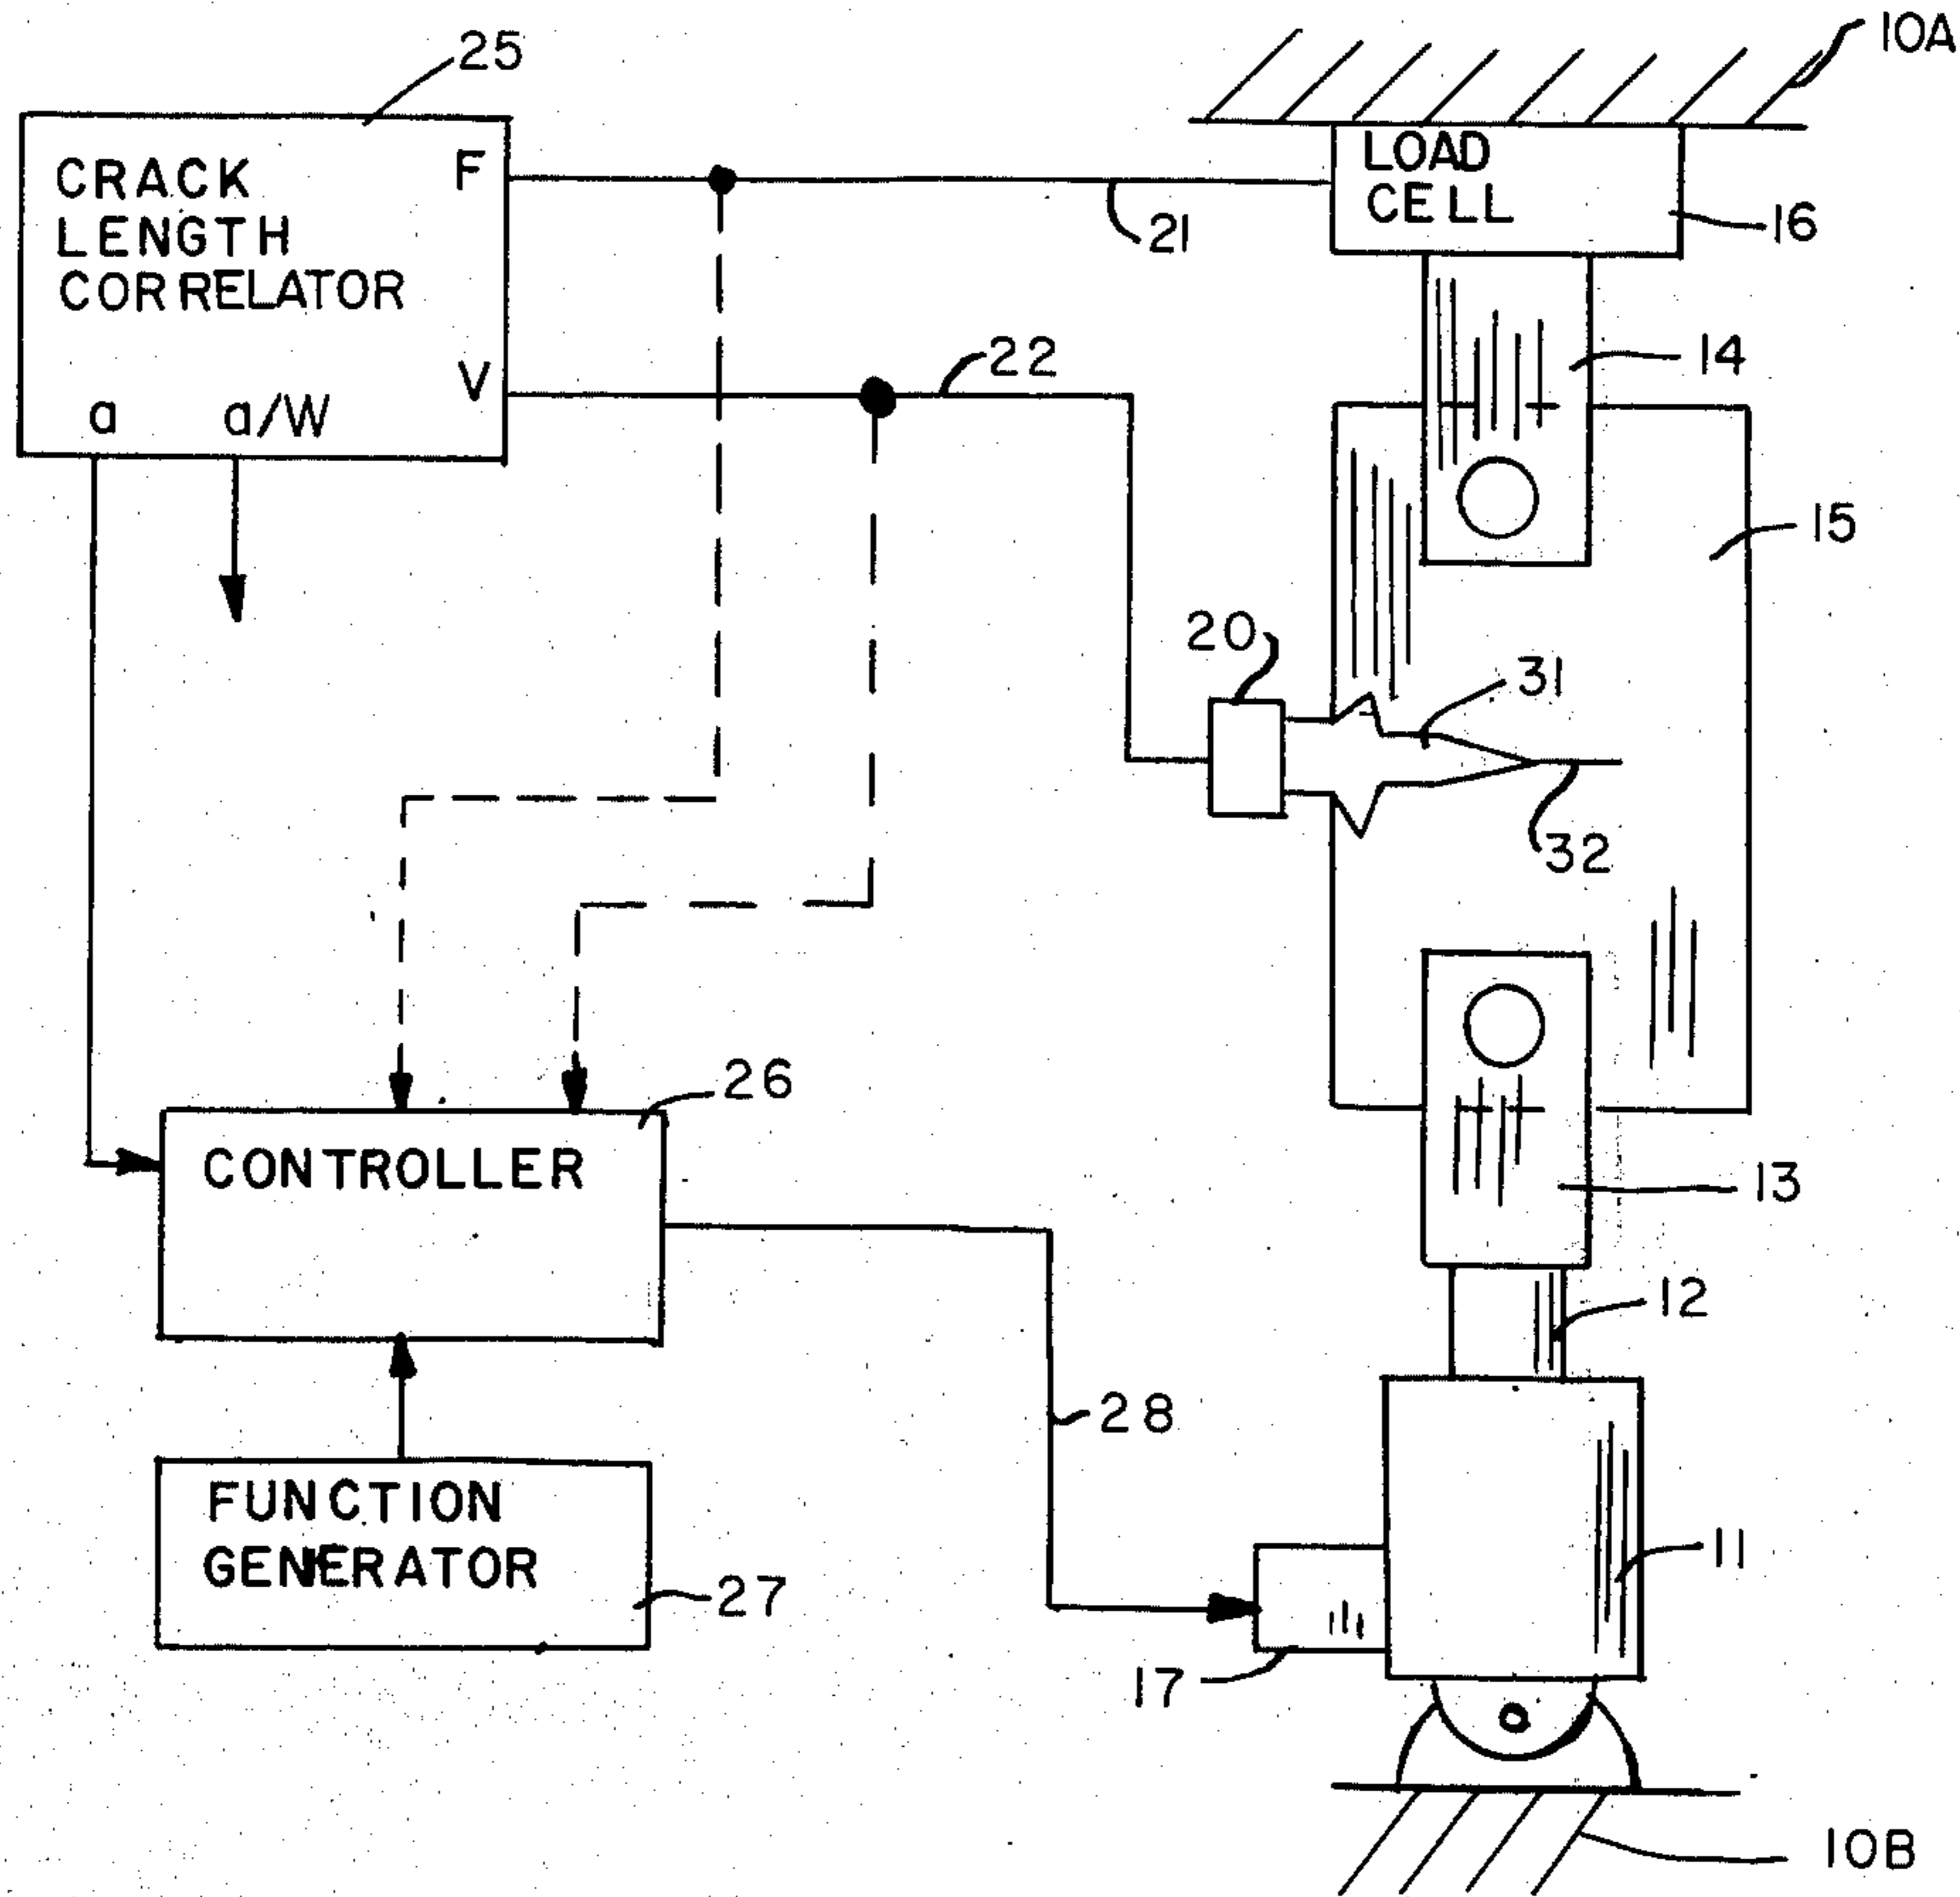 25
10A
CRACK
LENGTH
CORRELATOR
F
V
a
a/W
LOAD
CELL
21
16
22
14
15
20
31
32
26
CONTROLLER
13
12
28
FUNCTION
GENERATOR
27
11
17
10B